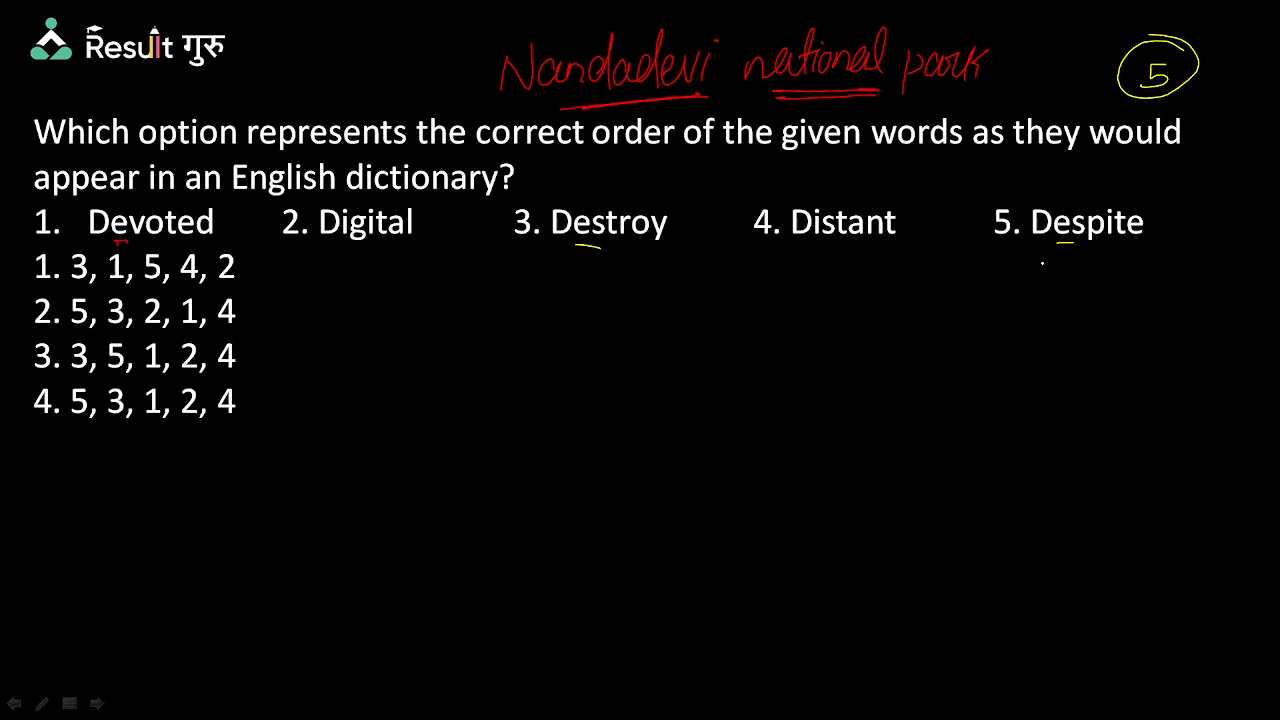 Result गुरु
Nandadevi national park
5
Which option represents the correct order of the given words as they would
appear in an English dictionary?
1. Devoted 2. Digital 3. Destroy 4. Distant 5. Despite
1. 3, 1, 5, 4, 2
2. 5, 3, 2, 1, 4
3. 3, 5, 1, 2, 4
4. 5, 3, 1, 2, 4